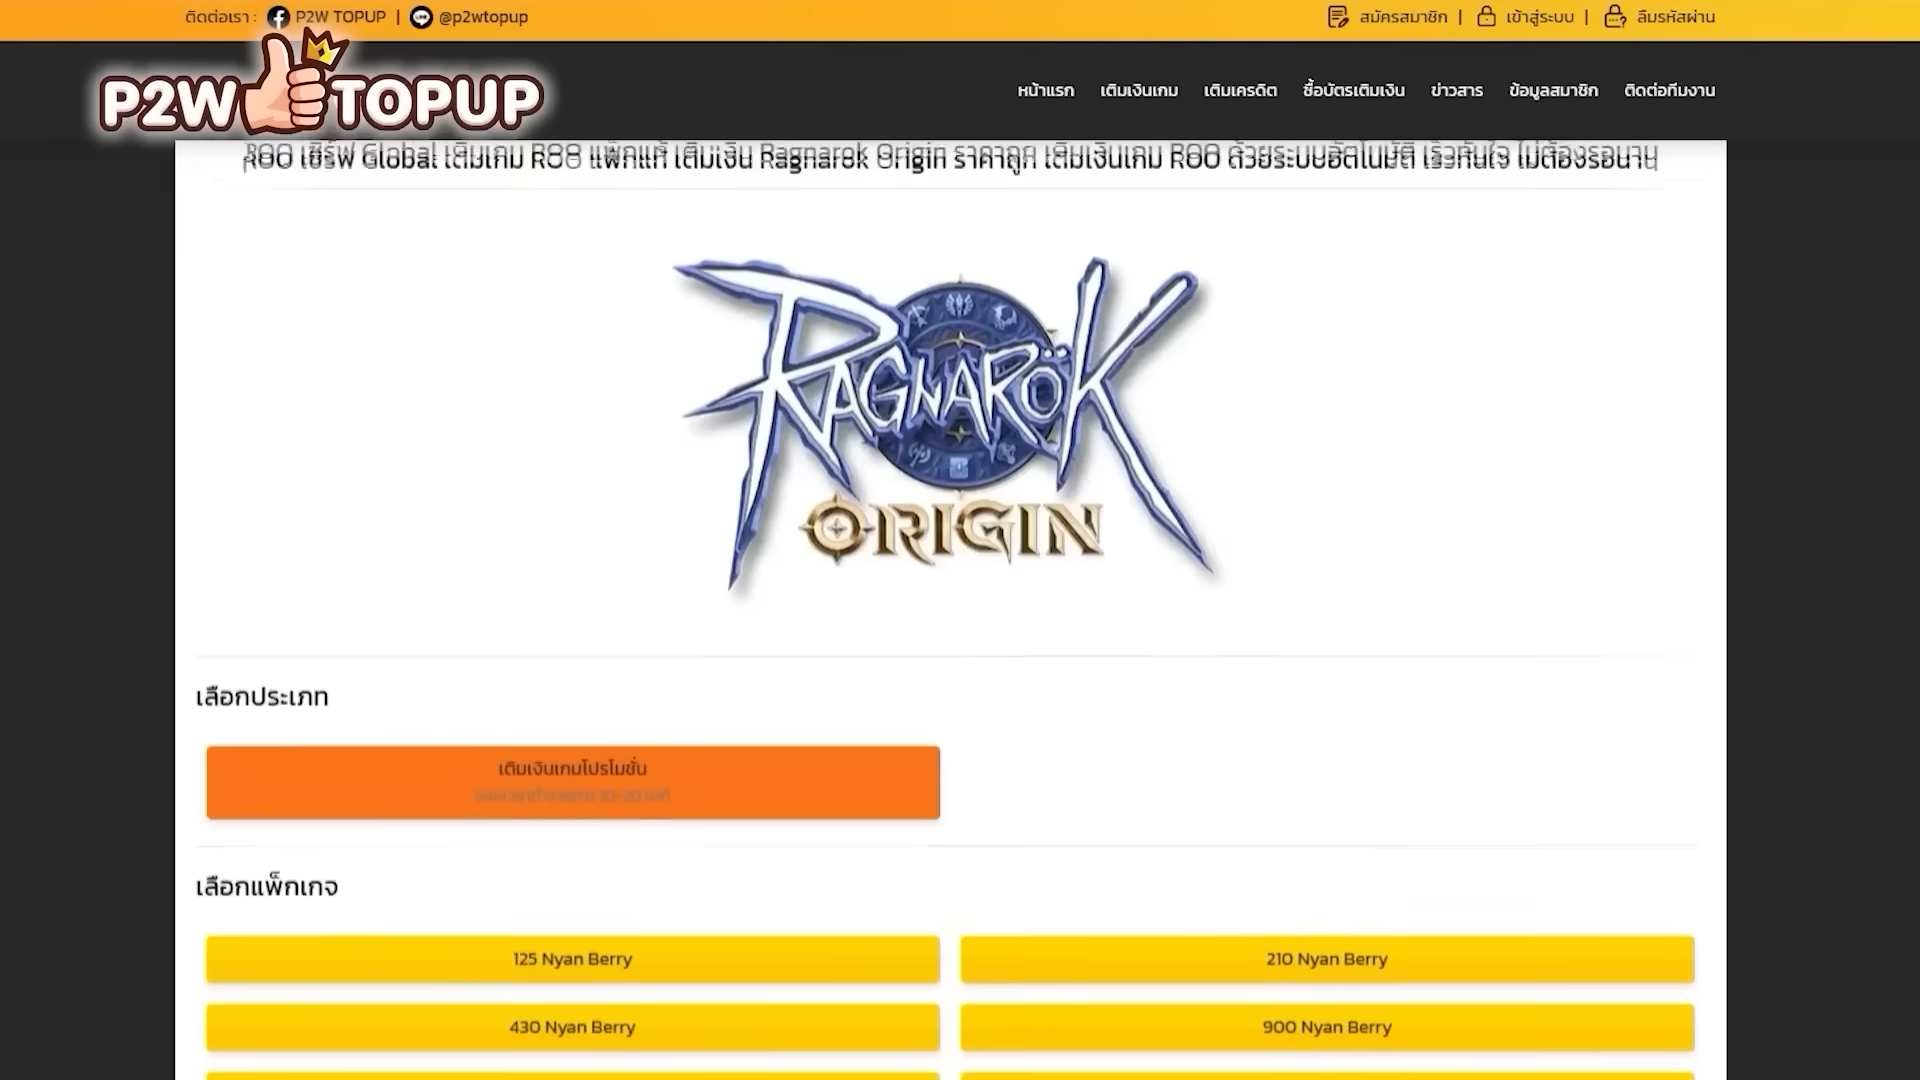 ติดต่อเรา : P2W TOPUP | @p2wtopup
สมัครสมาชิก | เข้าสู่ระบบ | ลืมรหัสผ่าน
P2W TOPUP
หน้าแรก เติมเงินเกม เติมเครดิต ซื้อบัตรเติมเงิน ข่าวสาร ข้อมูลสมาชิก ติดต่อทีมงาน
ROO เซิร์ฟ Global เติมเกม ROO แพ็กแท้ เติมเงิน Ragnarok Origin ราคาถูก เติมเงินเกม ROO ด้วยระบบอัตโนมัติ เร็วทันใจ ไม่ต้องรอนาน
RAGNARÖK
ORIGIN
เลือกประเภท
เติมเงินเกมโปรโมชั่น
เลือกแพ็กเกจ
125 Nyan Berry
210 Nyan Berry
430 Nyan Berry
900 Nyan Berry